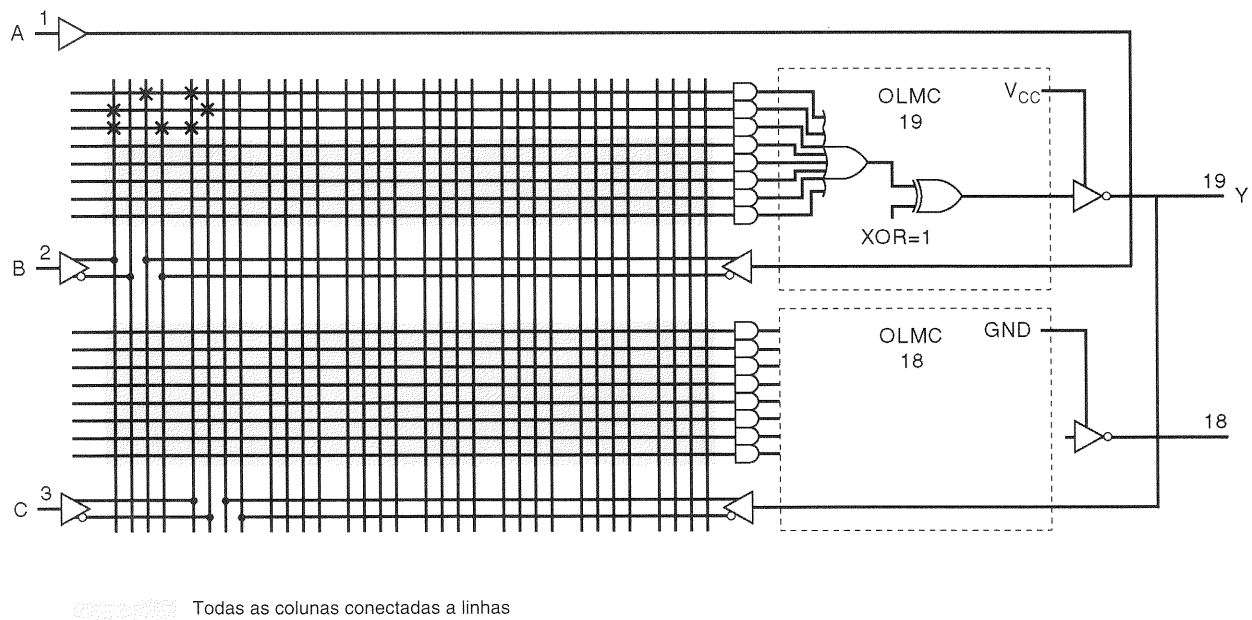 1
A
OLMC
19
VCC
19
Y
XOR=1
2
B
OLMC
18
GND
18
3
C
Todas as colunas conectadas a linhas